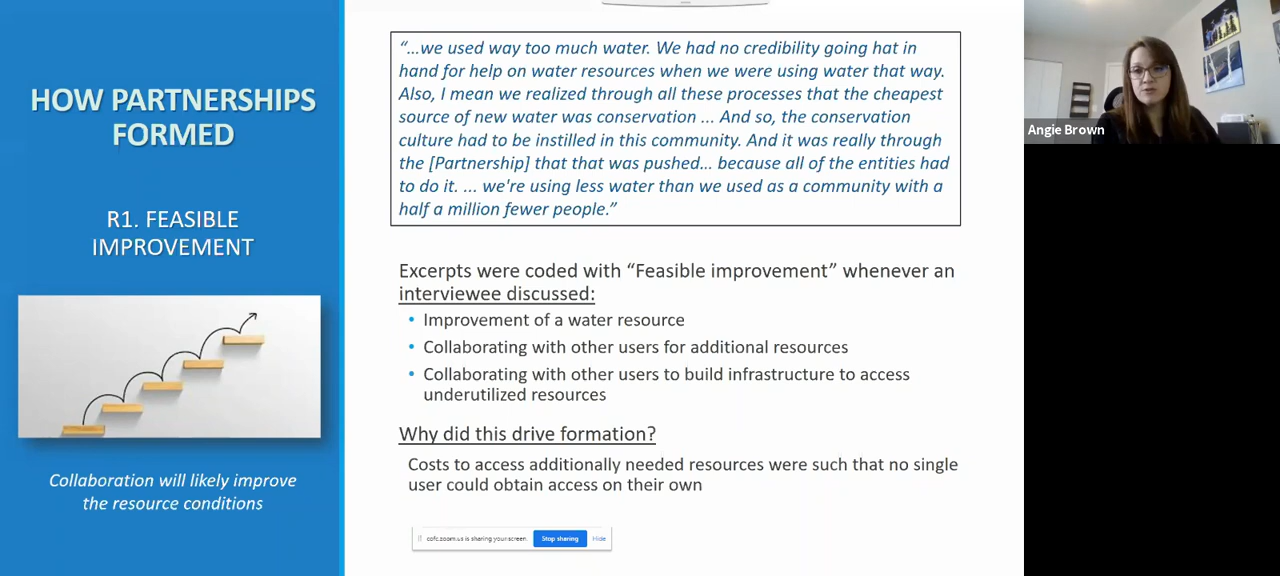 HOW PARTNERSHIPS
FORMED
R1. FEASIBLE
IMPROVEMENT
Collaboration will likely improve
the resource conditions
“…we used way too much water. We had no credibility going hat in
hand for help on water resources when we were using water that way.
Also, I mean we realized through all these processes that the cheapest
source of new water was conservation ... And so, the conservation
culture had to be instilled in this community. And it was really through
the [Partnership] that that was pushed... because all of the entities had
to do it. ... we're using less water than we used as a community with a
half a million fewer people.”
Excerpts were coded with “Feasible improvement” whenever an
interviewee discussed:
• Improvement of a water resource
• Collaborating with other users for additional resources
• Collaborating with other users to build infrastructure to access
underutilized resources
Why did this drive formation?
Costs to access additionally needed resources were such that no single
user could obtain access on their own
cofc.zoom.us is sharing your screen. Stop sharing Hide
Angie Brown